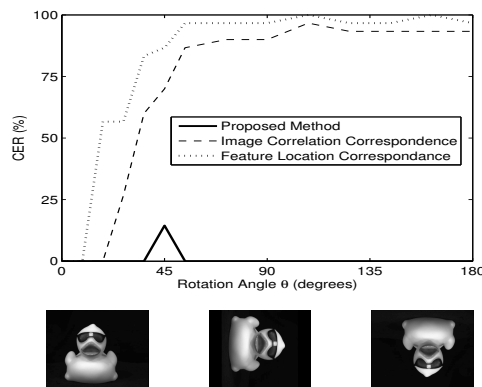 100
75
50
25
0
CER (%)
Proposed Method
Image Correlation Correspondence
Feature Location Correspondance
0 45 90 135 180
Rotation Angle θ (degrees)